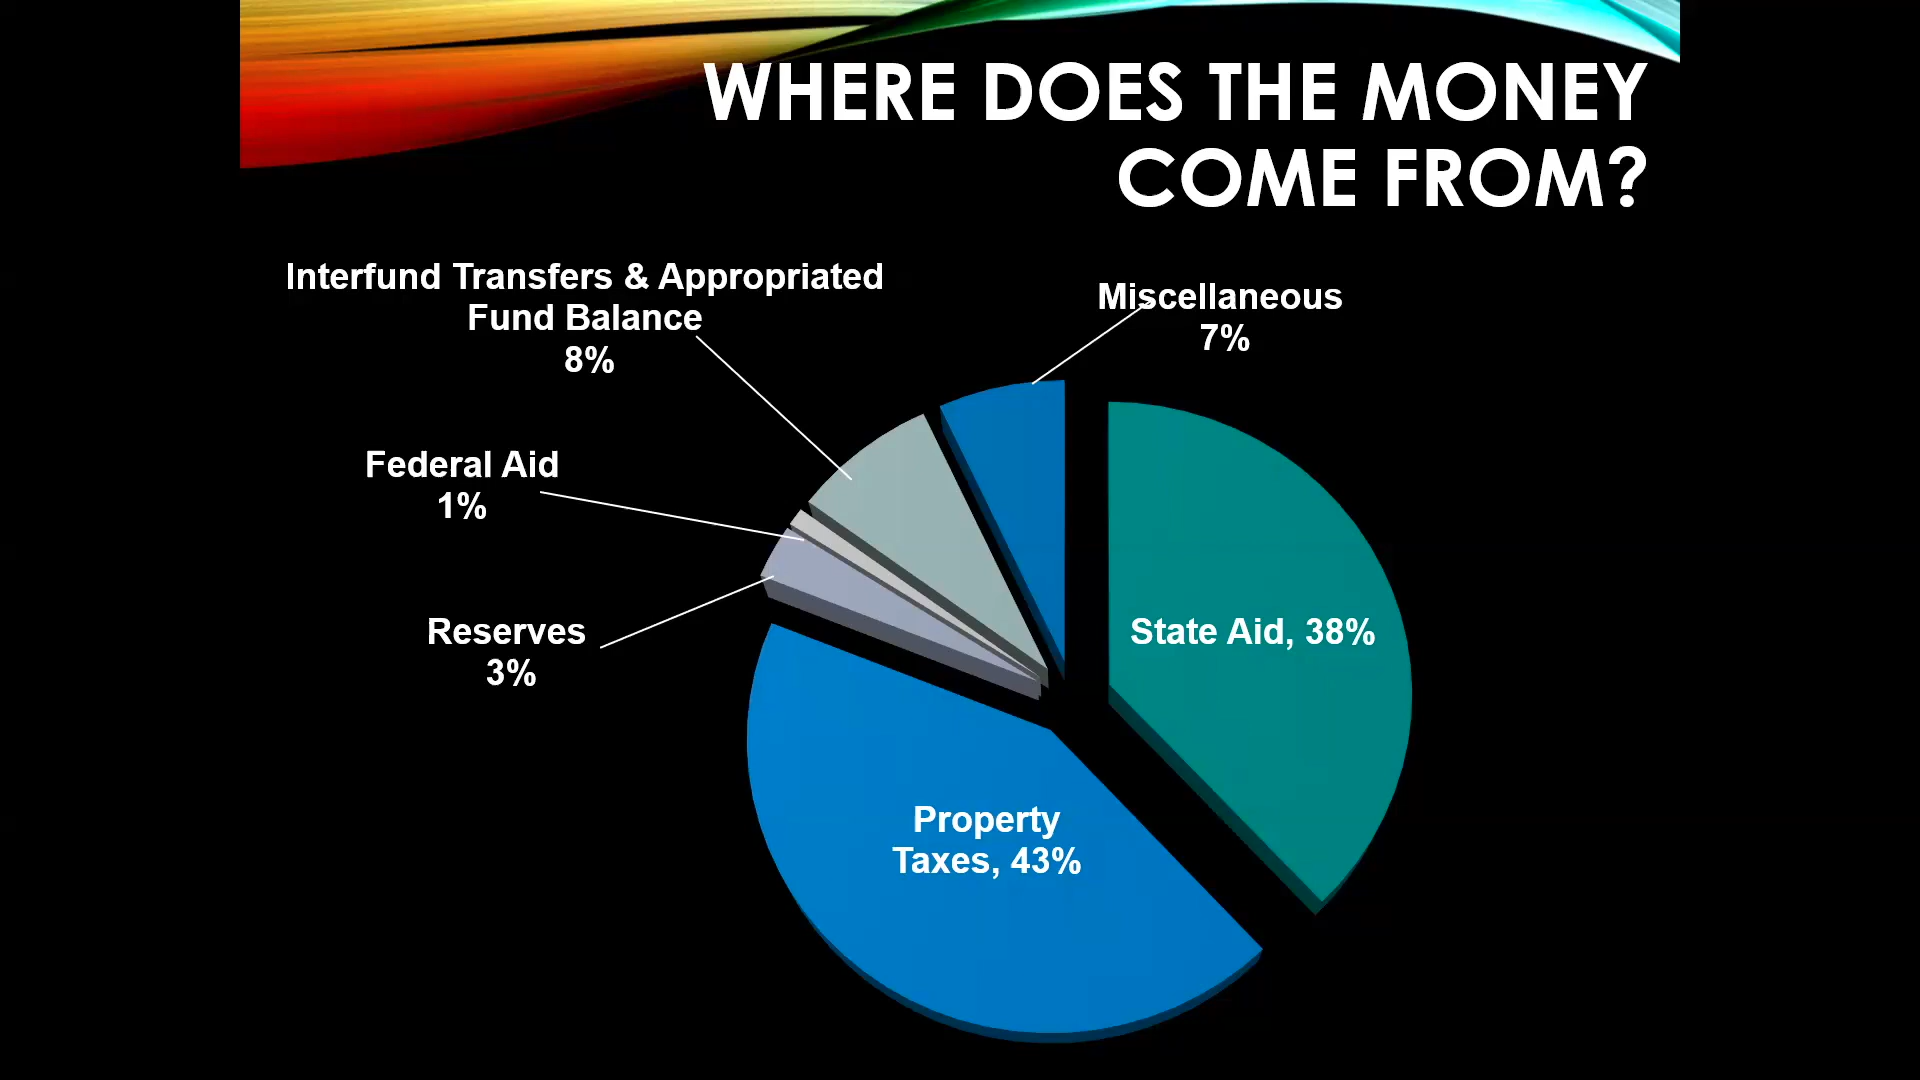 WHERE DOES THE MONEY
COME FROM?
Interfund Transfers & Appropriated
Fund Balance
8%
Miscellaneous
7%
Federal Aid
1%
Reserves
3%
State Aid, 38%
Property
Taxes, 43%